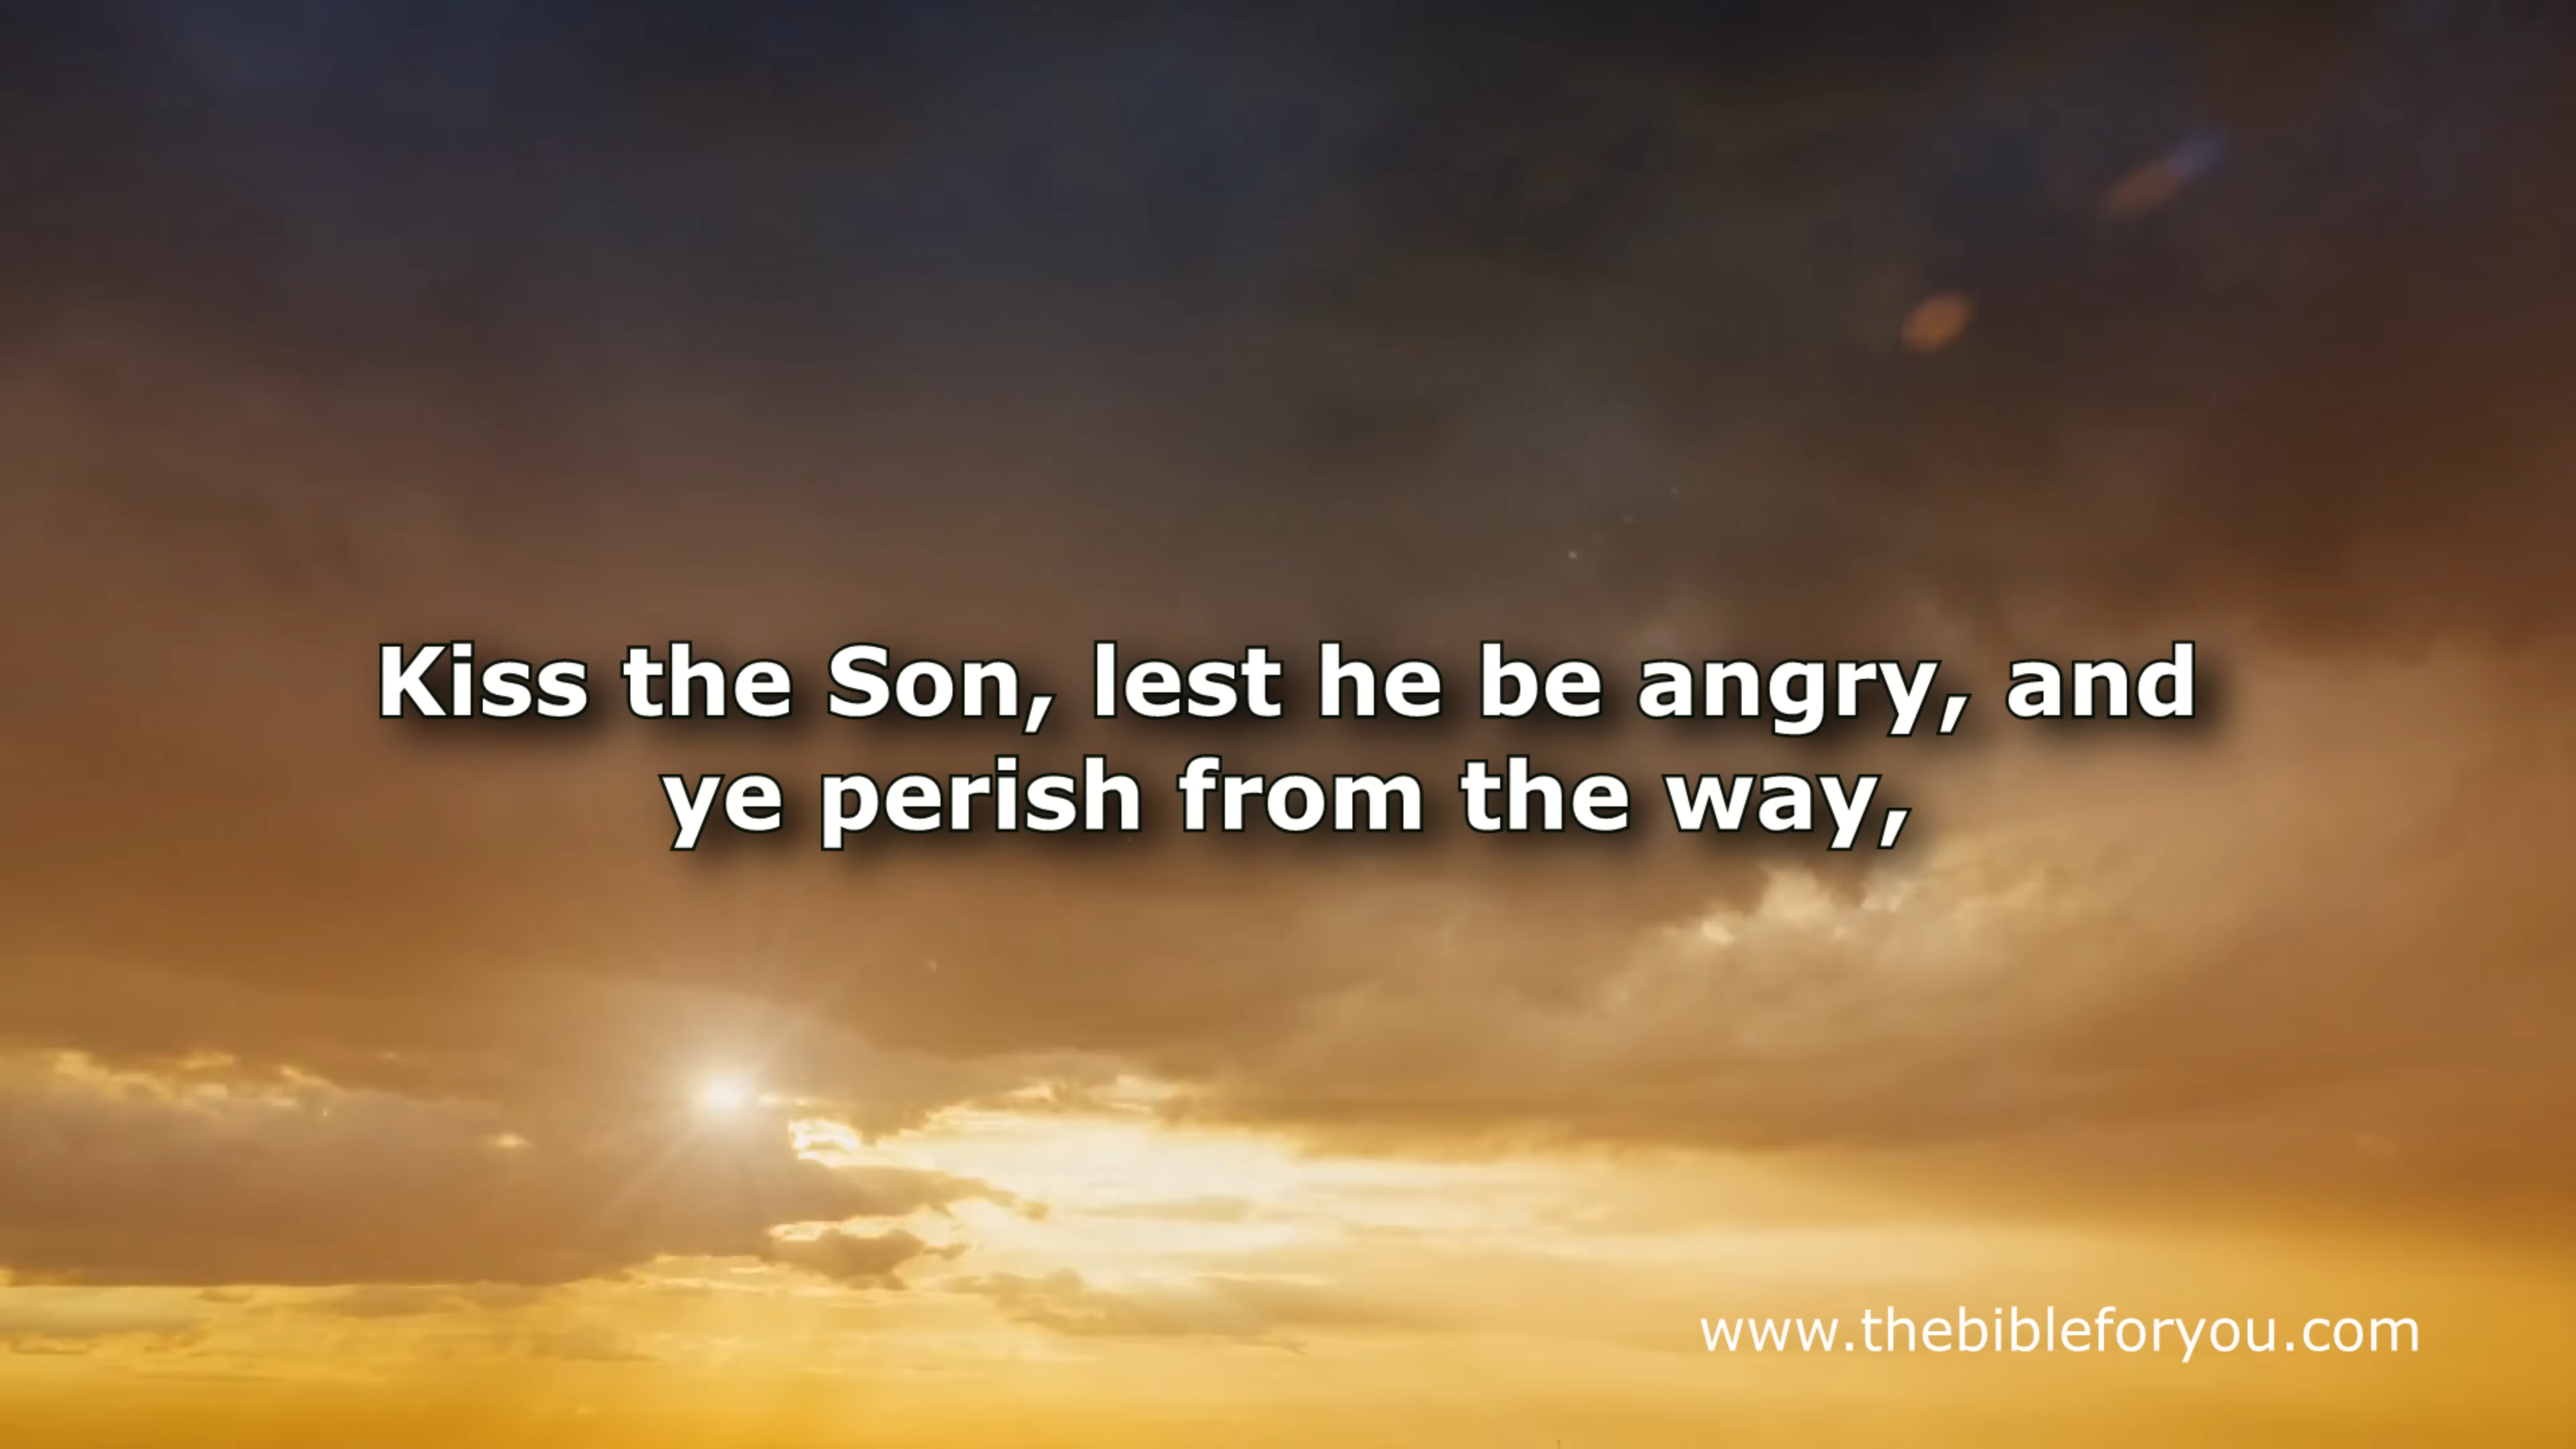 Kiss the Son, lest he be angry, and
ye perish from the way,
www.thebibleforyou.com